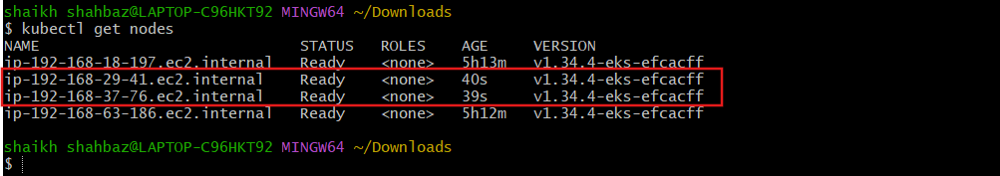 shaikh shahbaz@LAPTOP-C96HKT92 MINGW64 ~/Downloads
$ kubectl get nodes
NAME                             STATUS   ROLES    AGE     VERSION
ip-192-168-18-197.ec2.internal   Ready    <none>   5h13m   v1.34.4-eks-efcacff
ip-192-168-29-41.ec2.internal    Ready    <none>   40s     v1.34.4-eks-efcacff
ip-192-168-37-76.ec2.internal    Ready    <none>   39s     v1.34.4-eks-efcacff
ip-192-168-63-186.ec2.internal   Ready    <none>   5h12m   v1.34.4-eks-efcacff
shaikh shahbaz@LAPTOP-C96HKT92 MINGW64 ~/Downloads
$